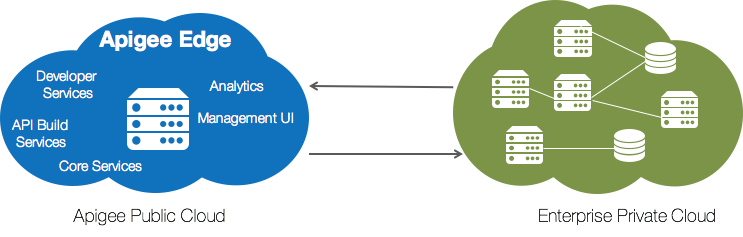 Apigee Edge
Developer
Services
Analytics
Management UI
API Build
Services
Core Services
Apigee Public Cloud
Enterprise Private Cloud